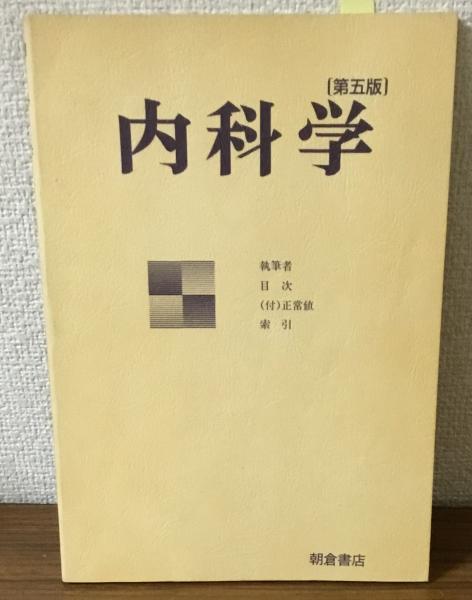 〔第五版〕
内科学
執筆者
目次
(付)正常値
索引
朝倉書店